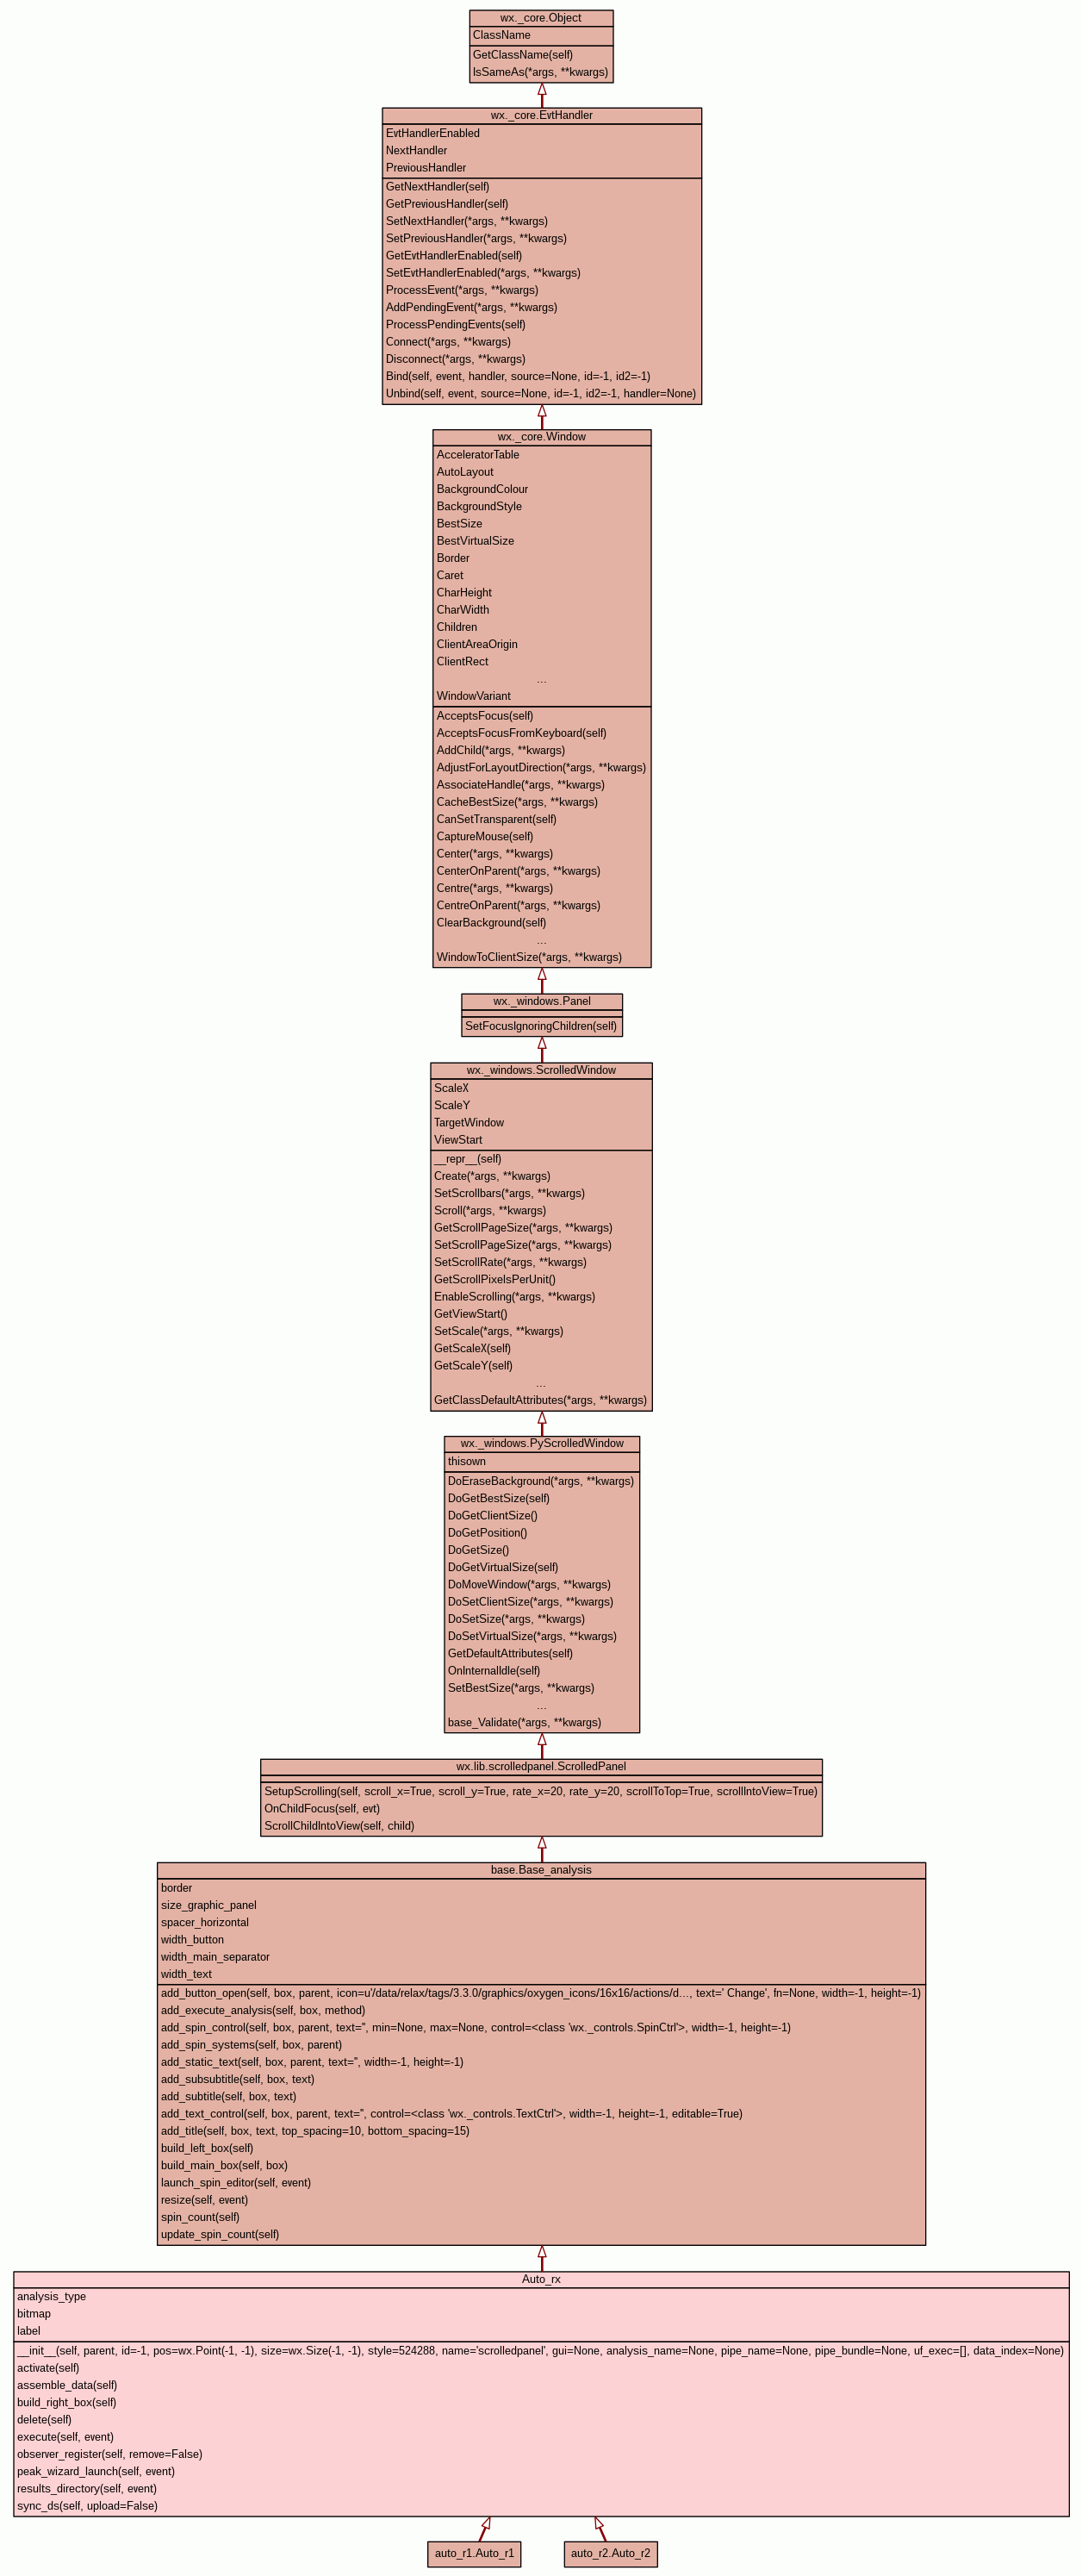 wx._core.Object
ClassName
GetClassName(self)
IsSameAs(*args, **kwargs)
wx._core.EvtHandler
EvtHandlerEnabled
NextHandler
PreviousHandler
GetNextHandler(self)
GetPreviousHandler(self)
SetNextHandler(*args, **kwargs)
SetPreviousHandler(*args, **kwargs)
GetEvtHandlerEnabled(self)
SetEvtHandlerEnabled(*args, **kwargs)
ProcessEvent(*args, **kwargs)
AddPendingEvent(*args, **kwargs)
ProcessPendingEvents(self)
Connect(*args, **kwargs)
Disconnect(*args, **kwargs)
Bind(self, event, handler, source=None, id=-1, id2=-1)
Unbind(self, event, source=None, id=-1, id2=-1, handler=None)
wx._core.Window
AcceleratorTable
AutoLayout
BackgroundColour
BackgroundStyle
BestSize
BestVirtualSize
Border
Caret
CharHeight
CharWidth
Children
ClientAreaOrigin
ClientRect
...
WindowVariant
AcceptsFocus(self)
AcceptsFocusFromKeyboard(self)
AddChild(*args, **kwargs)
AdjustForLayoutDirection(*args, **kwargs)
AssociateHandle(*args, **kwargs)
CacheBestSize(*args, **kwargs)
CanSetTransparent(self)
CaptureMouse(self)
Center(*args, **kwargs)
CenterOnParent(*args, **kwargs)
Centre(*args, **kwargs)
CentreOnParent(*args, **kwargs)
ClearBackground(self)
...
WindowToClientSize(*args, **kwargs)
wx._windows.Panel
SetFocusIgnoringChildren(self)
wx._windows.ScrolledWindow
ScaleX
ScaleY
TargetWindow
ViewStart
__repr__(self)
Create(*args, **kwargs)
SetScrollbars(*args, **kwargs)
Scroll(*args, **kwargs)
GetScrollPageSize(*args, **kwargs)
SetScrollPageSize(*args, **kwargs)
SetScrollRate(*args, **kwargs)
GetScrollPixelsPerUnit()
EnableScrolling(*args, **kwargs)
GetViewStart()
SetScale(*args, **kwargs)
GetScaleX(self)
GetScaleY(self)
...
GetClassDefaultAttributes(*args, **kwargs)
wx._windows.PyScrolledWindow
thisown
DoEraseBackground(*args, **kwargs)
DoGetBestSize(self)
DoGetClientSize()
DoGetPosition()
DoGetSize()
DoGetVirtualSize(self)
DoMoveWindow(*args, **kwargs)
DoSetClientSize(*args, **kwargs)
DoSetSize(*args, **kwargs)
DoSetVirtualSize(*args, **kwargs)
GetDefaultAttributes(self)
OnInternalIdle(self)
SetBestSize(*args, **kwargs)
...
base_Validate(*args, **kwargs)
wx.lib.scrolledpanel.ScrolledPanel
SetupScrolling(self, scroll_x=True, scroll_y=True, rate_x=20, rate_y=20, scrollToTop=True, scrollIntoView=True)
OnChildFocus(self, evt)
ScrollChildIntoView(self, child)
base.Base_analysis
border
size_graphic_panel
spacer_horizontal
width_button
width_main_separator
width_text
add_button_open(self, box, parent, icon=u'/data/relax/tags/3.3.0/graphics/oxygen_icons/16x16/actions/d..., text=' Change', fn=None, width=-1, height=-1)
add_execute_analysis(self, box, method)
add_spin_control(self, box, parent, text='', min=None, max=None, control=<class 'wx._controls.SpinCtrl'>, width=-1, height=-1)
add_spin_systems(self, box, parent)
add_static_text(self, box, parent, text='', width=-1, height=-1)
add_subsubtitle(self, box, text)
add_subtitle(self, box, text)
add_text_control(self, box, parent, text='', control=<class 'wx._controls.TextCtrl'>, width=-1, height=-1, editable=True)
add_title(self, box, text, top_spacing=10, bottom_spacing=15)
build_left_box(self)
build_main_box(self, box)
launch_spin_editor(self, event)
resize(self, event)
spin_count(self)
update_spin_count(self)
Auto_rx
analysis_type
bitmap
label
__init__(self, parent, id=-1, pos=wx.Point(-1, -1), size=wx.Size(-1, -1), style=524288, name='scrolledpanel', gui=None, analysis_name=None, pipe_name=None, pipe_bundle=None, uf_exec=[], data_index=None)
activate(self)
assemble_data(self)
build_right_box(self)
delete(self)
execute(self, event)
observer_register(self, remove=False)
peak_wizard_launch(self, event)
results_directory(self, event)
sync_ds(self, upload=False)
auto_r1.Auto_r1
auto_r2.Auto_r2